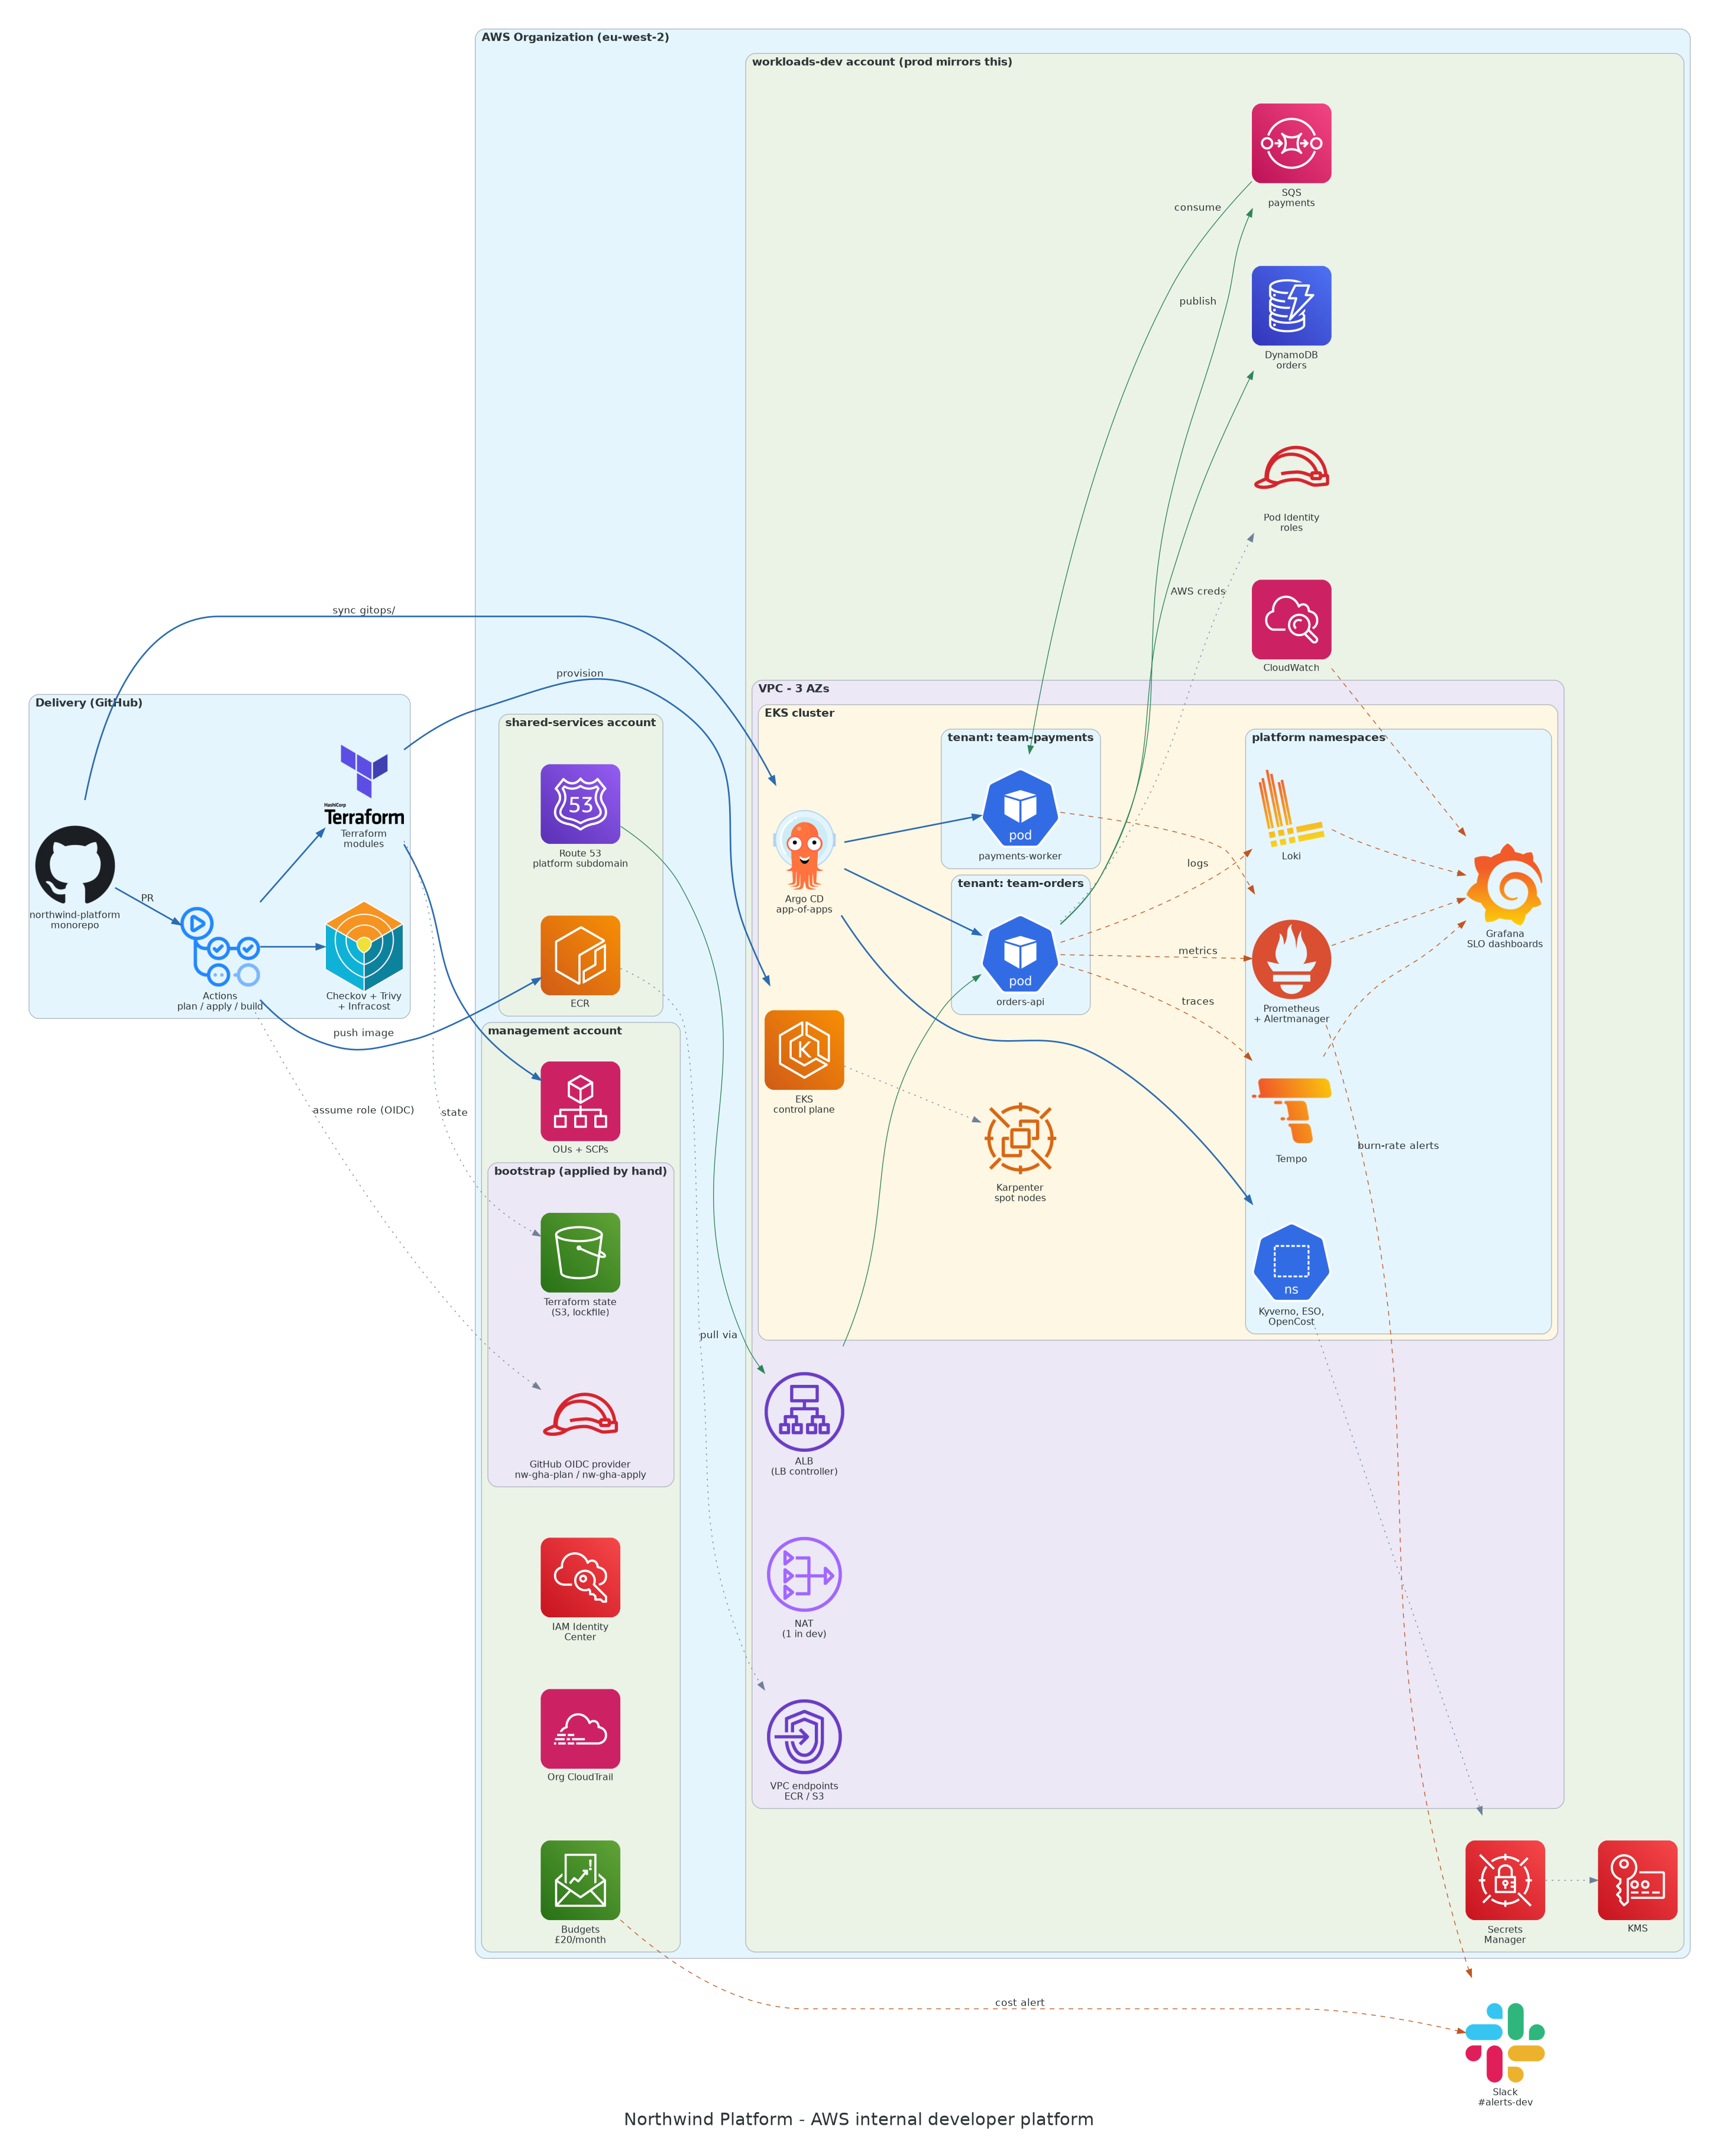 AWS Organization (eu-west-2)
workloads-dev account (prod mirrors this)
SQS
payments
consume
publish
DynamoDB
orders
Pod Identity
roles
AWS creds
CloudWatch
sync gitops/
provision
Delivery (GitHub)
HashiCorp
Terraform
Terraform
modules
northwind-platform
monorepo
PR
Actions
plan / apply / build
Checkov + Trivy
+ Infracost
push image
assume role (OIDC)
state
shared-services account
53
Route 53
platform subdomain
ECR
management account
OUs + SCPs
bootstrap (applied by hand)
Terraform state
(S3, lockfile)
GitHub OIDC provider
nw-gha-plan / nw-gha-apply
IAM Identity
Center
Org CloudTrail
Budgets
£20/month
pull via
VPC - 3 AZs
EKS cluster
Argo CD
app-of-apps
K
EKS
control plane
tenant: team-payments
pod
payments-worker
tenant: team-orders
pod
orders-api
Karpenter
spot nodes
logs
metrics
traces
platform namespaces
Loki
Prometheus
+ Alertmanager
Tempo
ns
Kyverno, ESO,
OpenCost
Grafana
SLO dashboards
burn-rate alerts
ALB
(LB controller)
NAT
(1 in dev)
VPC endpoints
ECR / S3
Secrets
Manager
KMS
cost alert
Slack
#alerts-dev
Northwind Platform - AWS internal developer platform